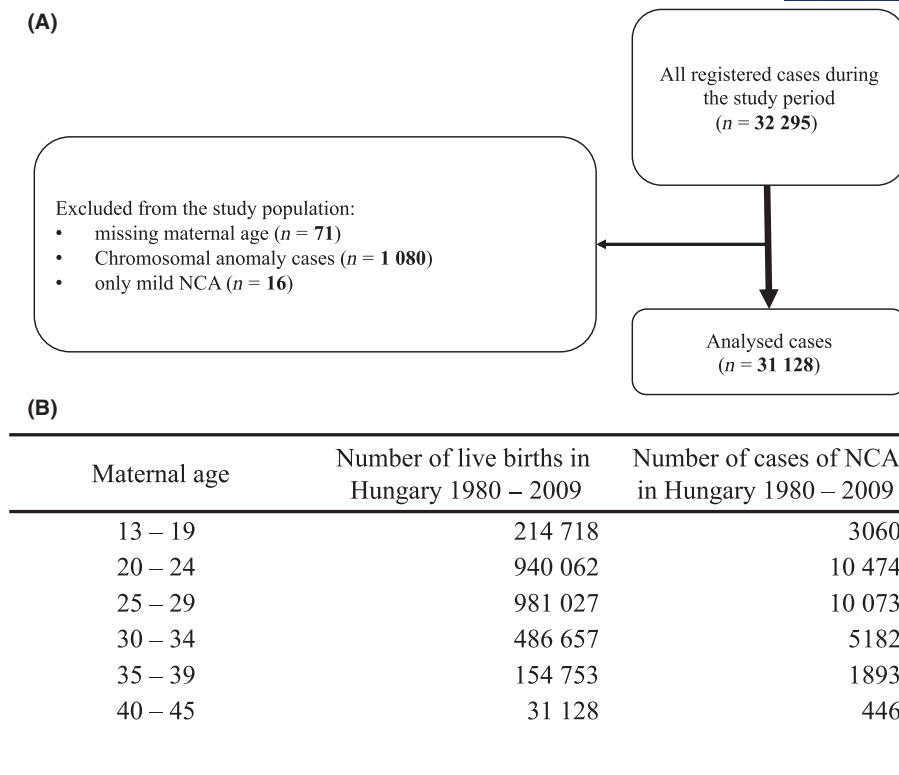 (A)
All registered cases during
the study period
(n = 32 295)
Excluded from the study population:
• missing maternal age (n = 71)
• Chromosomal anomaly cases (n = 1 080)
• only mild NCA (n = 16)
Analysed cases
(n = 31 128)
(B)
Maternal age Number of live births in Hungary 1980 – 2009 Number of cases of NCA in Hungary 1980 – 2009
13 – 19 214 718 3060
20 – 24 940 062 10 474
25 – 29 981 027 10 073
30 – 34 486 657 5182
35 – 39 154 753 1893
40 – 45 31 128 446